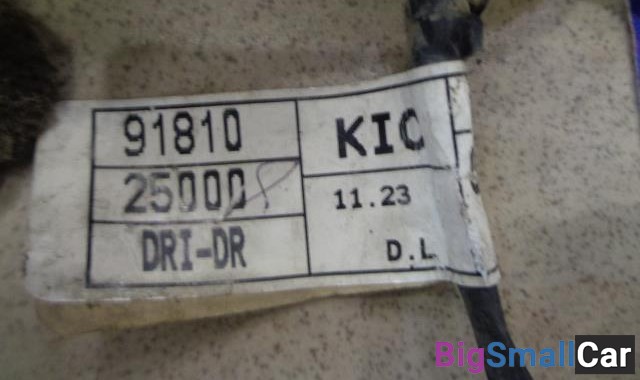 91810
25000
DRI-DR
KIC
11.23
D.L
BigSmallCar